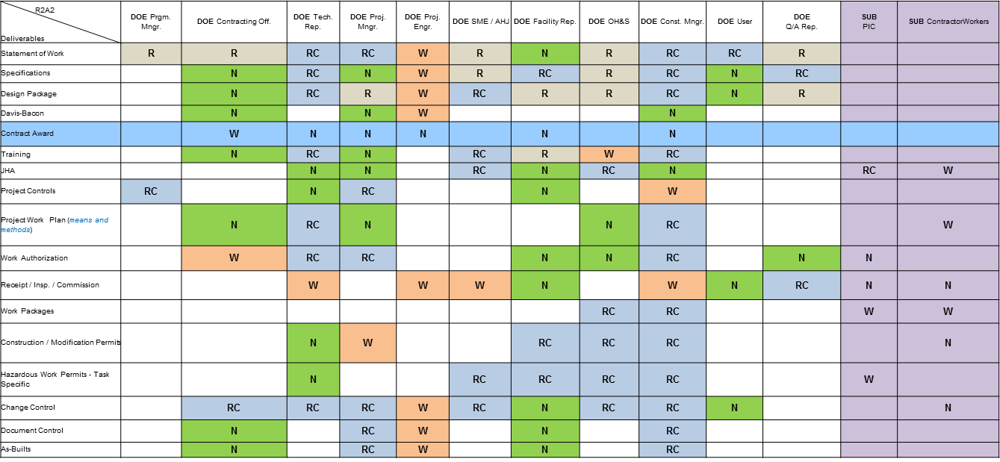 R2A2
Deliverables
DOE Prgm. Mngr.
DOE Contracting Off.
DOE Tech. Rep.
DOE Proj. Mngr.
DOE Proj. Engr.
DOE SME / AHJ
DOE Facility Rep.
DOE OH&S
DOE Const. Mngr.
DOE User
DOE Q/A Rep.
SUB PIC
SUB ContractorWorkers
Statement of Work R R RC RC W R N R RC RC R
Specifications N RC N W R RC R RC N RC
Design Package N RC R W RC R R RC N R
Davis-Bacon N N W N
Contract Award W N N N N N
Training N RC N RC R W RC
JHA N N RC N RC N RC W
Project Controls RC N RC N W
Project Work Plan (means and
methods) N RC N N RC W
Work Authorization W RC RC N N RC N N
Receipt / Insp. / Commission W W W N W N RC N N
Work Packages RC RC W W
Construction / Modification Permits N W RC RC RC N
Hazardous Work Permits - Task
Specific N RC RC RC RC W
Change Control RC RC RC W RC N RC RC N N
Document Control N RC W N RC
As-Builts N RC W N RC